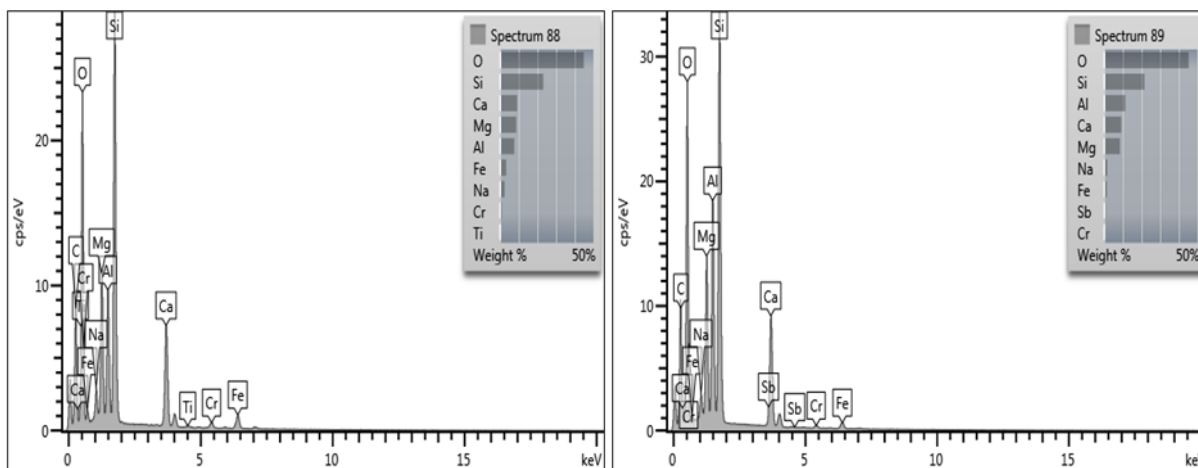 Spectrum 88
O
Si
Ca
Mg
Al
Fe
Na
Cr
Ti
Weight % 50%
Si
O
C
Mg
Cr
Al
Ti
Na
Ca
Fe
Ca
Ti
Cr
Fe
20
10
0
cps/eV
0 5 10 15 keV
Spectrum 89
O
Si
Al
Ca
Mg
Na
Fe
Sb
Cr
Weight % 50%
Si
O
Al
Mg
C
Ca
Na
Fe
Ca
Sb
Cr
Sb
Cr
Fe
30
20
10
0
cps/eV
0 5 10 15 keV